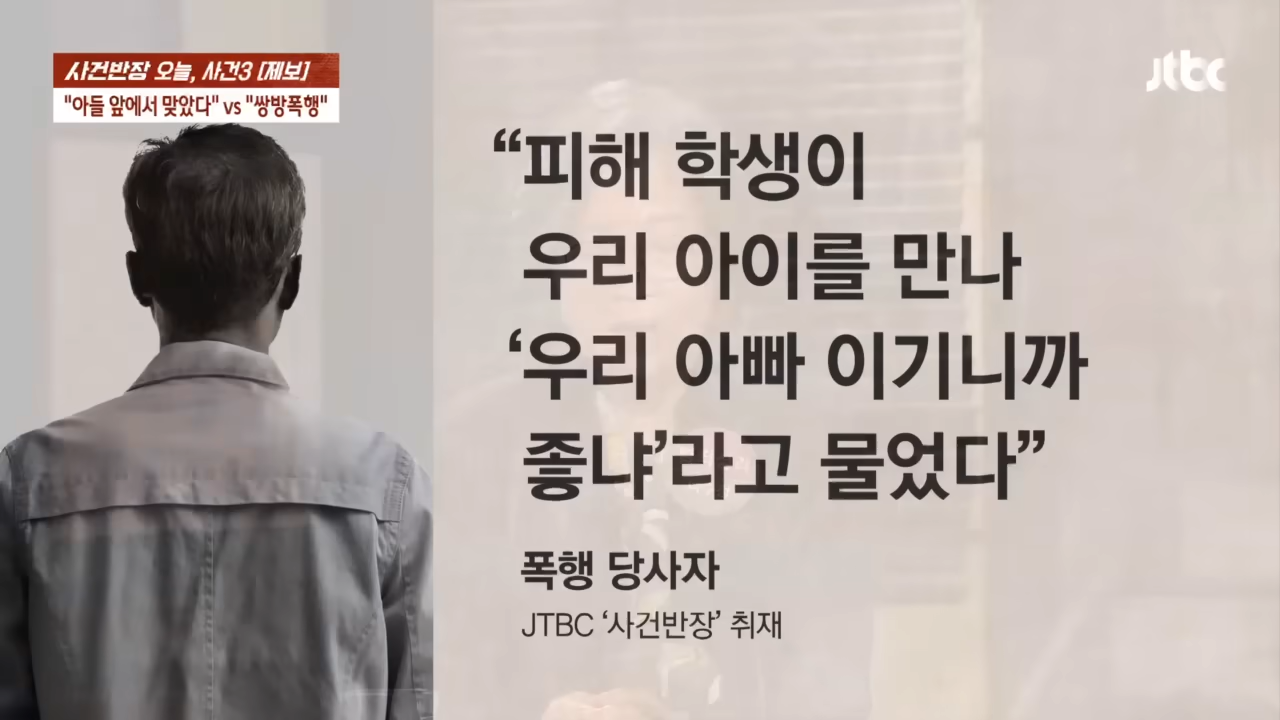 사건반장 오늘, 사건3 [제보]
"아들 앞에서 맞았다" vs "쌍방폭행"
jtbc
“피해 학생이
우리 아이를 만나
‘우리 아빠 이기니까
좋냐’라고 물었다”
폭행 당사자
JTBC ‘사건반장’ 취재